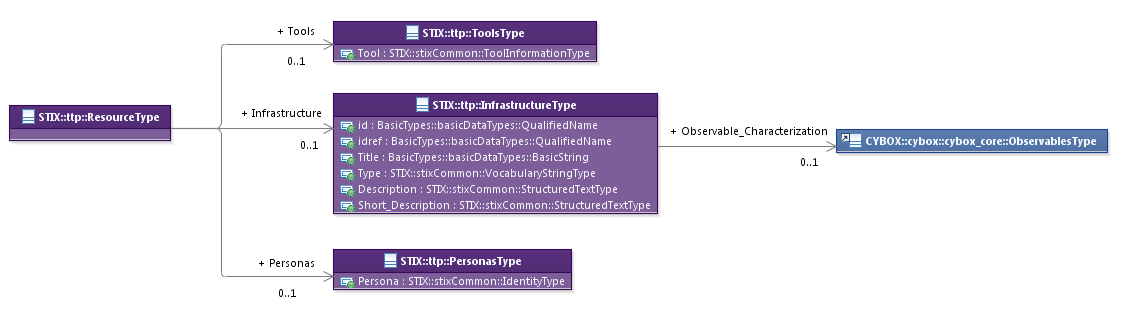 + Tools
0..1
STIX::ttp::ToolsType
Tool : STIX::stixCommon::ToolInformationType
STIX::ttp::ResourceType
+ Infrastructure
0..1
STIX::ttp::InfrastructureType
id : BasicTypes::basicDataTypes::QualifiedName
idref : BasicTypes::basicDataTypes::QualifiedName
Title : BasicTypes::basicDataTypes::BasicString
Type : STIX::stixCommon::VocabularyStringType
Description : STIX::stixCommon::StructuredTextType
Short_Description : STIX::stixCommon::StructuredTextType
+ Observable_Characterization
0..1
CYBOX::cybox::cybox_core::ObservablesType
+ Personas
0..1
STIX::ttp::PersonasType
Persona : STIX::stixCommon::IdentityType